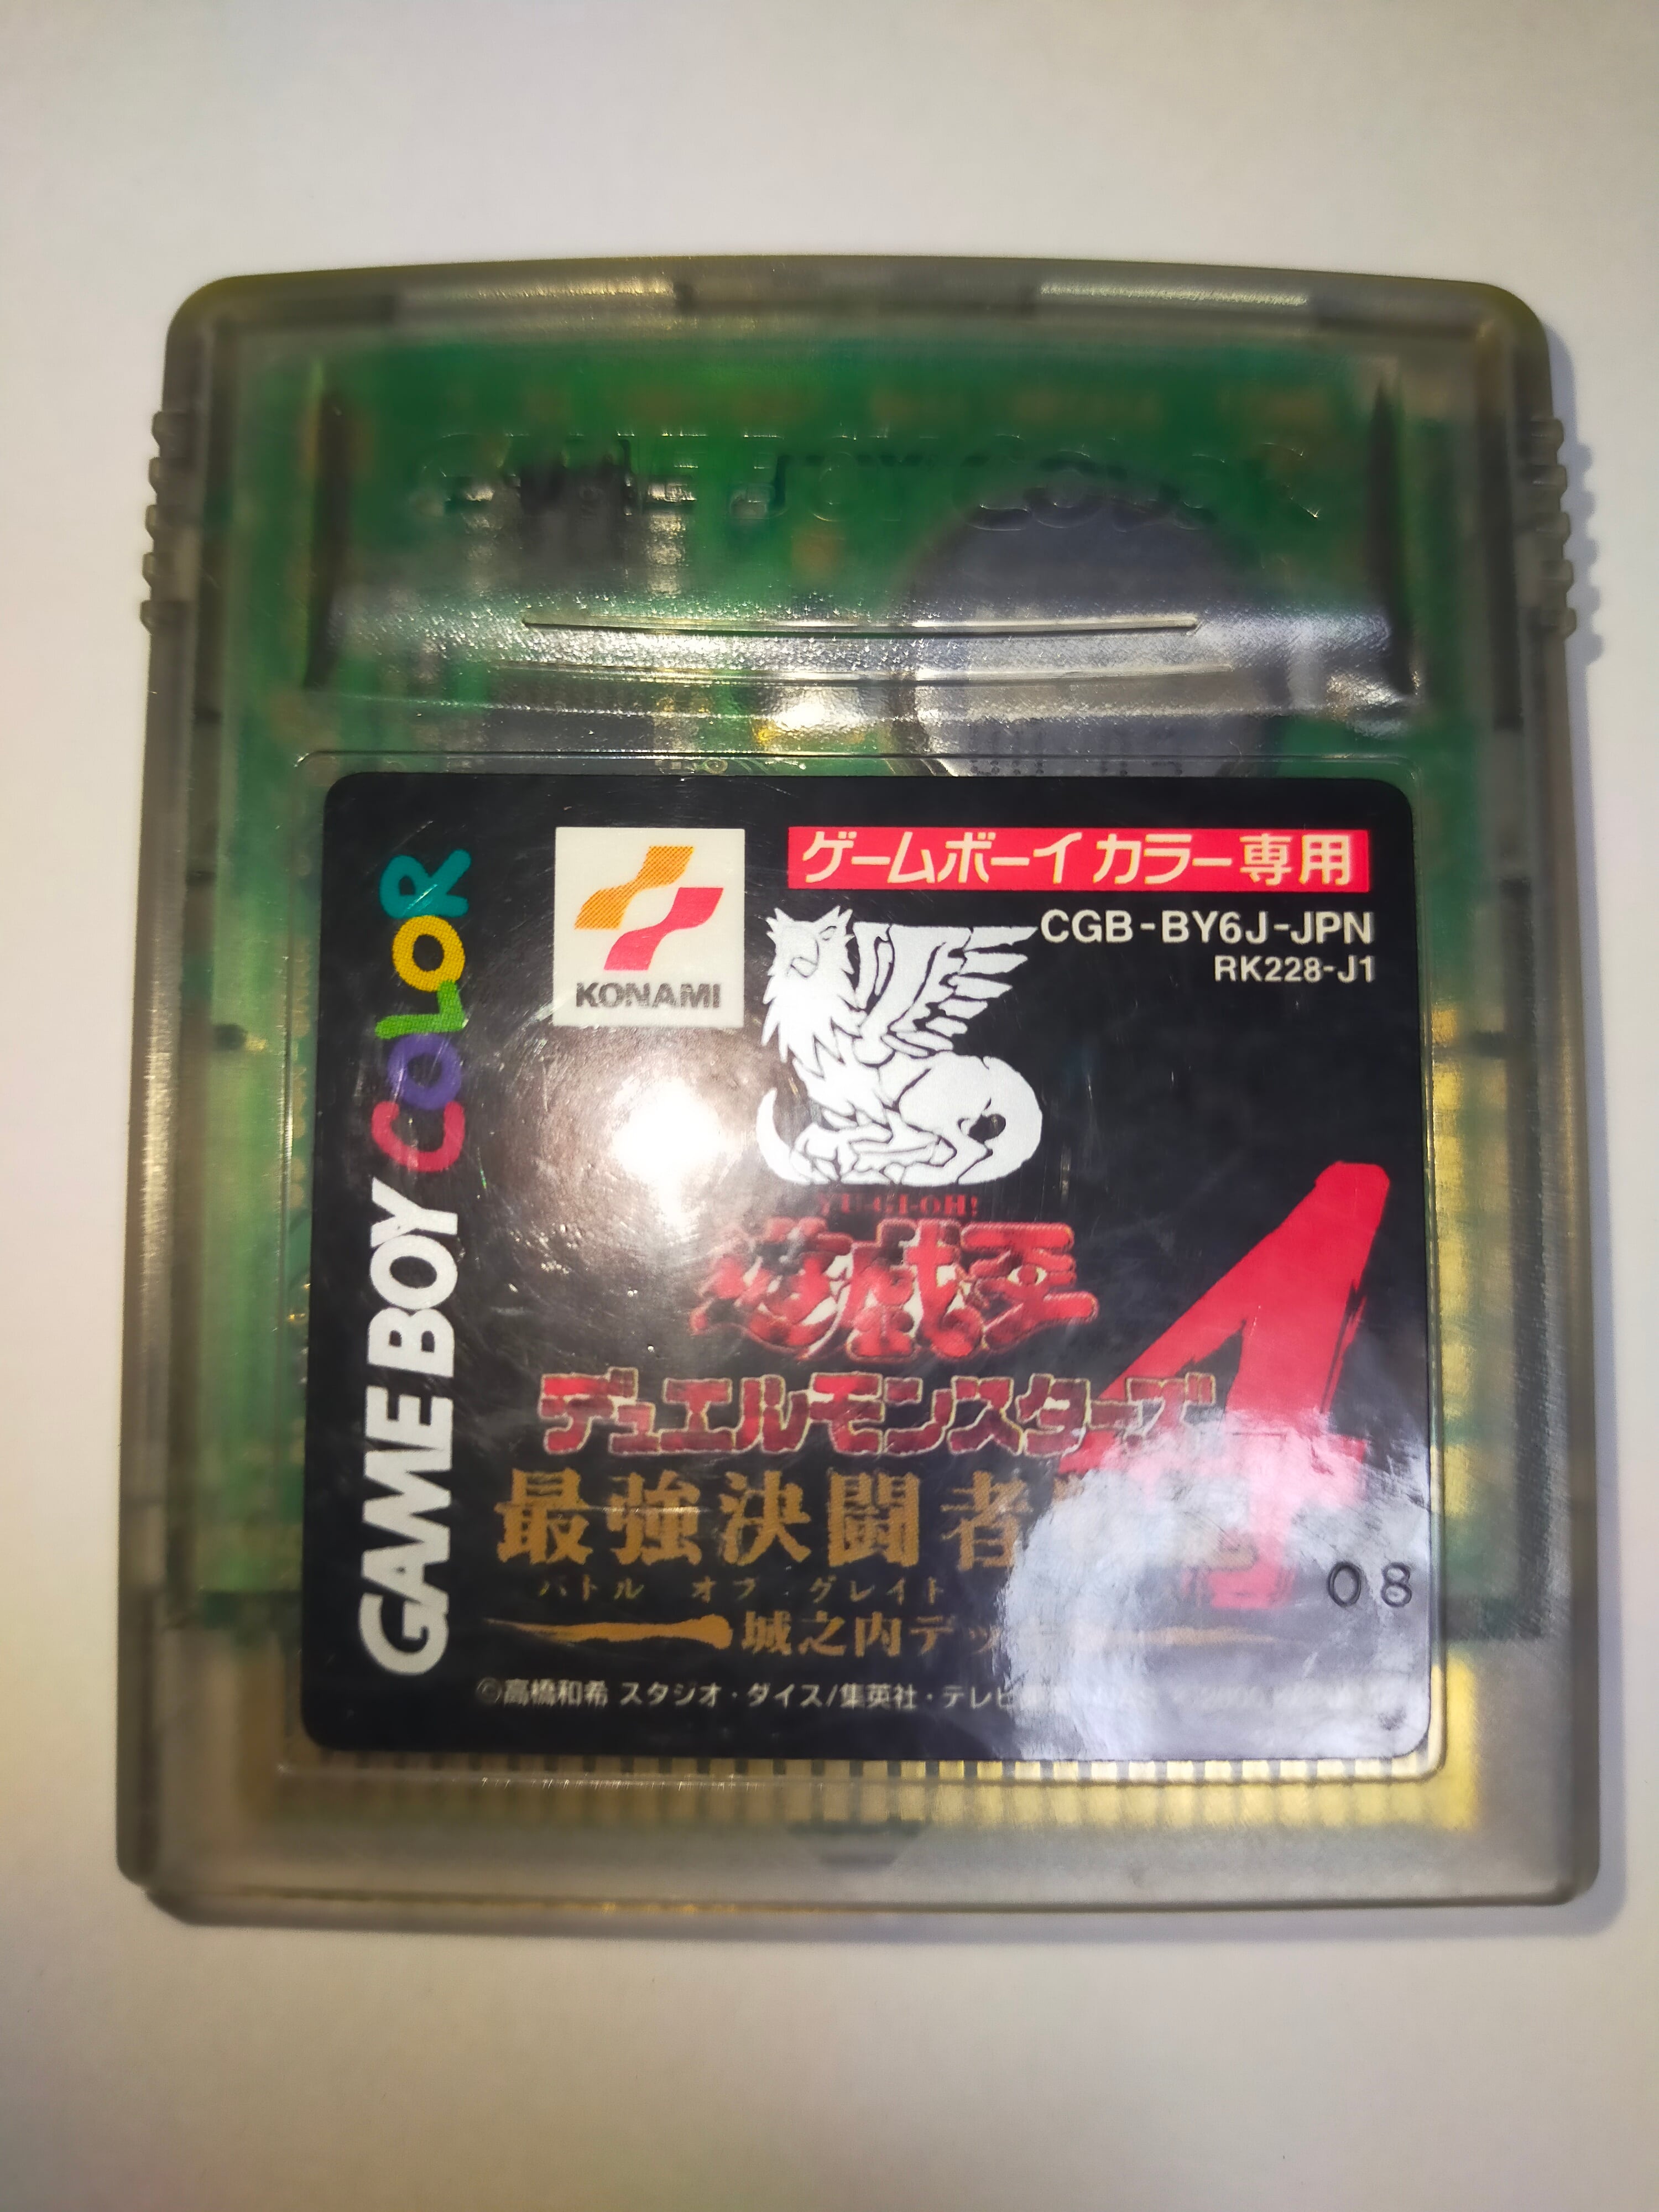 GAME BOY COLOR
GAME BOY COLOR
KONAMI
ゲームボーイカラー専用
CGB-BY6J-JPN
RK228-J1
YU-GI-OH!
遊戯王
デュエルモンスターズ
4
最強決闘者
バトル オブ グレイト
城之内デッ
08
©高橋和希 スタジオ・ダイス/集英社・テレビ